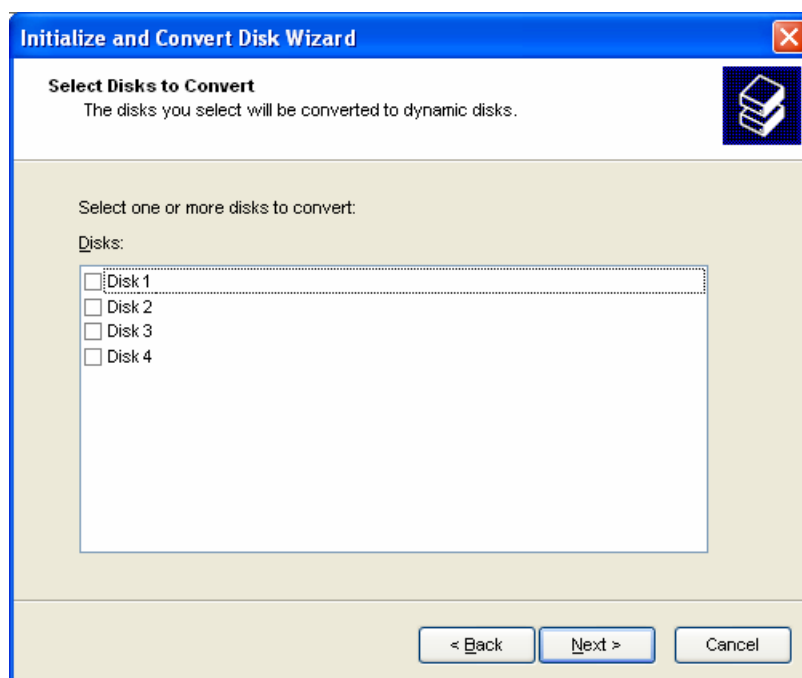 Initialize and Convert Disk Wizard
Select Disks to Convert
The disks you select will be converted to dynamic disks.
Select one or more disks to convert:
Disks:
Disk 1
Disk 2
Disk 3
Disk 4
< Back Next > Cancel